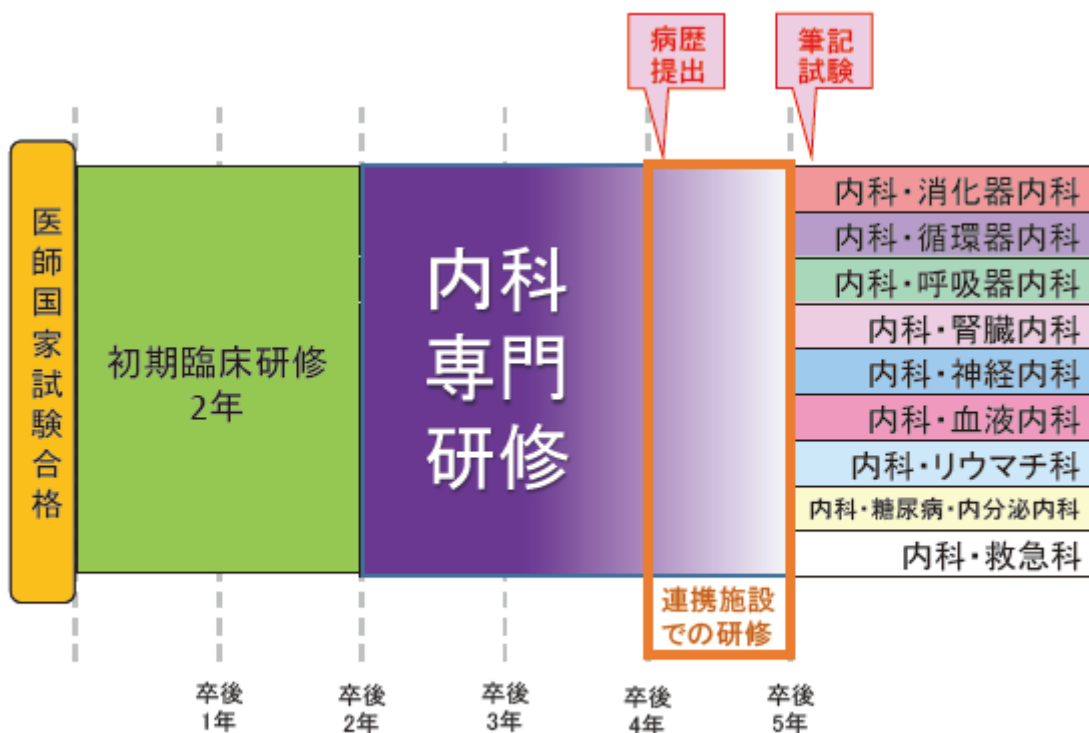 病歴
提出
筆記
試験
医師国家試験合格
初期臨床研修
2年
内科
専門
研修
内科・消化器内科
内科・循環器内科
内科・呼吸器内科
内科・腎臓内科
内科・神経内科
内科・血液内科
内科・リウマチ科
内科・糖尿病・内分泌内科
内科・救急科
連携施設
での研修
卒後
1年
卒後
2年
卒後
3年
卒後
4年
卒後
5年